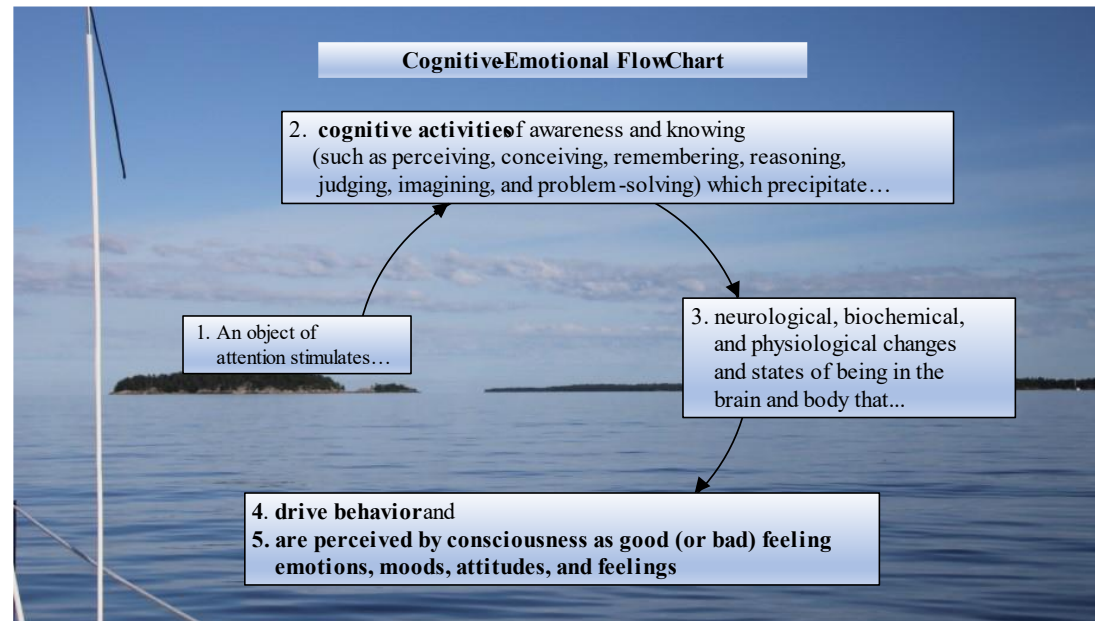 Cognitive-Emotional FlowChart
2. cognitive activities of awareness and knowing
(such as perceiving, conceiving, remembering, reasoning,
judging, imagining, and problem-solving) which precipitate…
1. An object of
attention stimulates…
3. neurological, biochemical,
and physiological changes
and states of being in the
brain and body that...
4. drive behavior and
5. are perceived by consciousness as good (or bad) feeling
emotions, moods, attitudes, and feelings